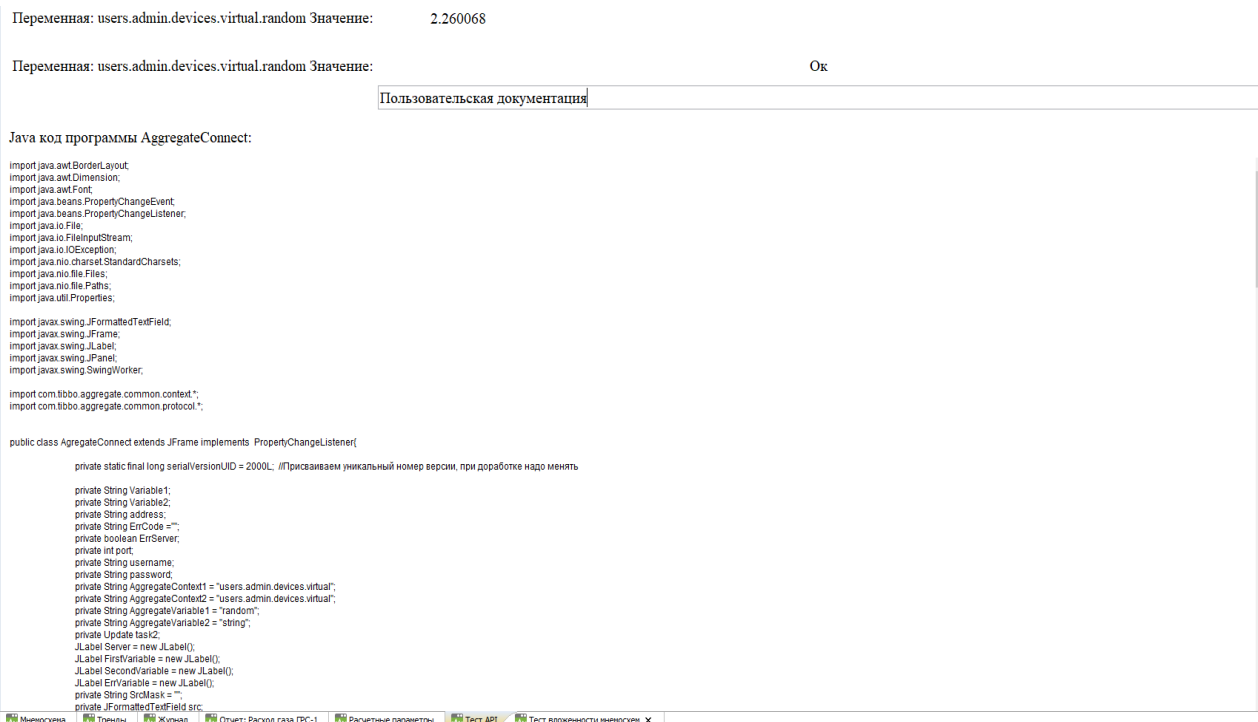 Переменная: users.admin.devices.virtual.random Значение: 2.260068
Переменная: users.admin.devices.virtual.random Значение: Ок
Пользовательская документация
Java код программы AggregateConnect:
import java.awt.BorderLayout;
import java.awt.Dimension;
import java.awt.Font;
import java.beans.PropertyChangeEvent;
import java.beans.PropertyChangeListener;
import java.io.File;
import java.io.FileInputStream;
import java.io.IOException;
import java.nio.charset.StandardCharsets;
import java.nio.file.Files;
import java.nio.file.Paths;
import java.util.Properties;
import javax.swing.JFormattedTextField;
import javax.swing.JFrame;
import javax.swing.JLabel;
import javax.swing.JPanel;
import javax.swing.SwingWorker;
import com.tibbo.aggregate.common.context.*;
import com.tibbo.aggregate.common.protocol.*;
public class AgregateConnect extends JFrame implements PropertyChangeListener{
private static final long serialVersionUID = 2000L; //Присваиваем уникальный номер версии, при доработке надо менять
private String Variable1;
private String Variable2;
private String address;
private String ErrCode ="";
private boolean ErrServer;
private int port;
private String username;
private String password;
private String AggregateContext1 = "users.admin.devices.virtual";
private String AggregateContext2 = "users.admin.devices.virtual";
private String AggregateVariable1 = "random";
private String AggregateVariable2 = "string";
private Update task2;
JLabel Server = new JLabel();
JLabel FirstVariable = new JLabel();
JLabel SecondVariable = new JLabel();
JLabel ErrVariable = new JLabel();
private String SrcMask = "";
private JFormattedTextField src;
Мнемосхема Тренды Журнал Отчет: Расход газа ГРС-1 Расчетные параметры Тест API Тест вложенности мнемосхем X